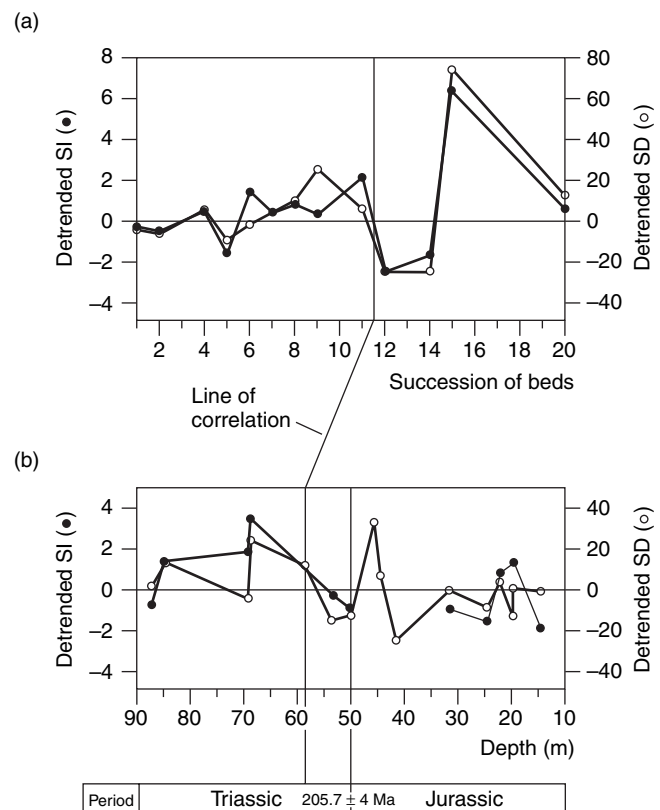 (a)
8
6
4
2
0
−2
−4
Detrended SI (●)
80
60
40
20
0
−20
−40
Detrended SD (○)
2 4 6 8 10 12 14 16 18 20
Succession of beds
Line of
correlation
(b)
4
2
0
−2
−4
Detrended SI (●)
40
20
0
−20
−40
Detrended SD (○)
90 80 70 60 50 40 30 20 10
Depth (m)
Period Triassic 205.7 ± 4 Ma Jurassic